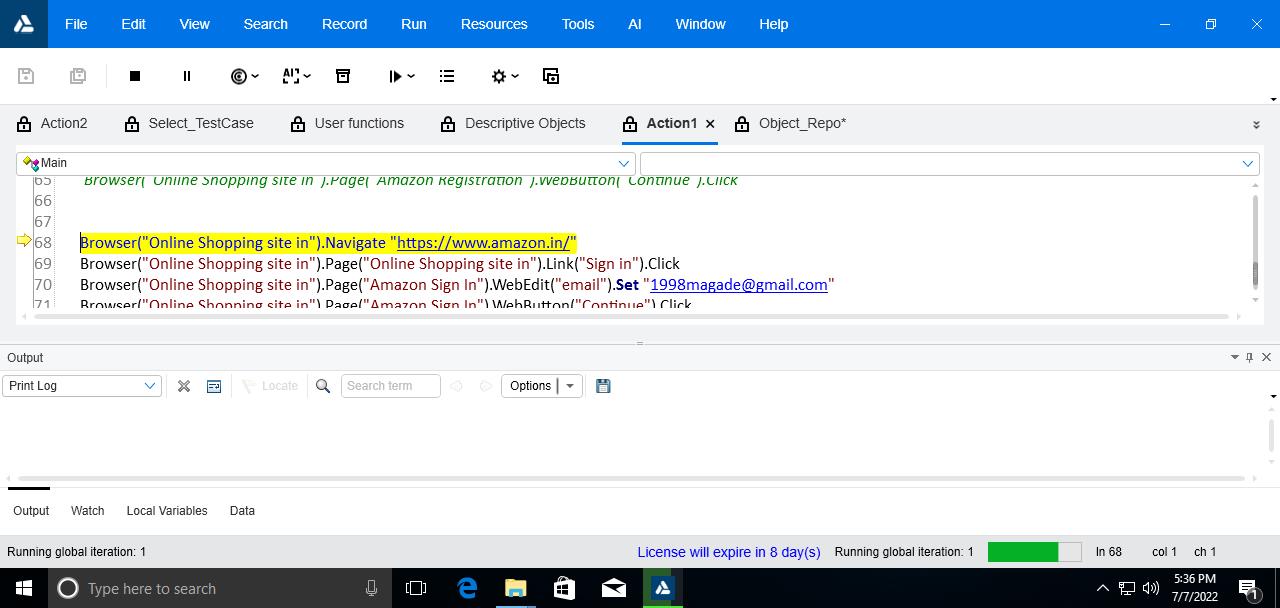 File Edit View Search Record Run Resources Tools AI Window Help
Action2 Select_TestCase User functions Descriptive Objects Action1 Object_Repo*
Main
65 'Browser("Online Shopping site in").Page("Amazon Registration").WebButton("Continue").Click
66
67
68 Browser("Online Shopping site in").Navigate "https://www.amazon.in/"
69 Browser("Online Shopping site in").Page("Online Shopping site in").Link("Sign in").Click
70 Browser("Online Shopping site in").Page("Amazon Sign In").WebEdit("email").Set "1998magade@gmail.com"
71 Browser("Online Shopping site in").Page("Amazon Sign In").WebButton("Continue").Click
Output
Print Log Locate Search term Options
Output Watch Local Variables Data
Running global iteration: 1 License will expire in 8 day(s) Running global iteration: 1 ln 68 col 1 ch 1
Type here to search
5:36 PM
7/7/2022
1